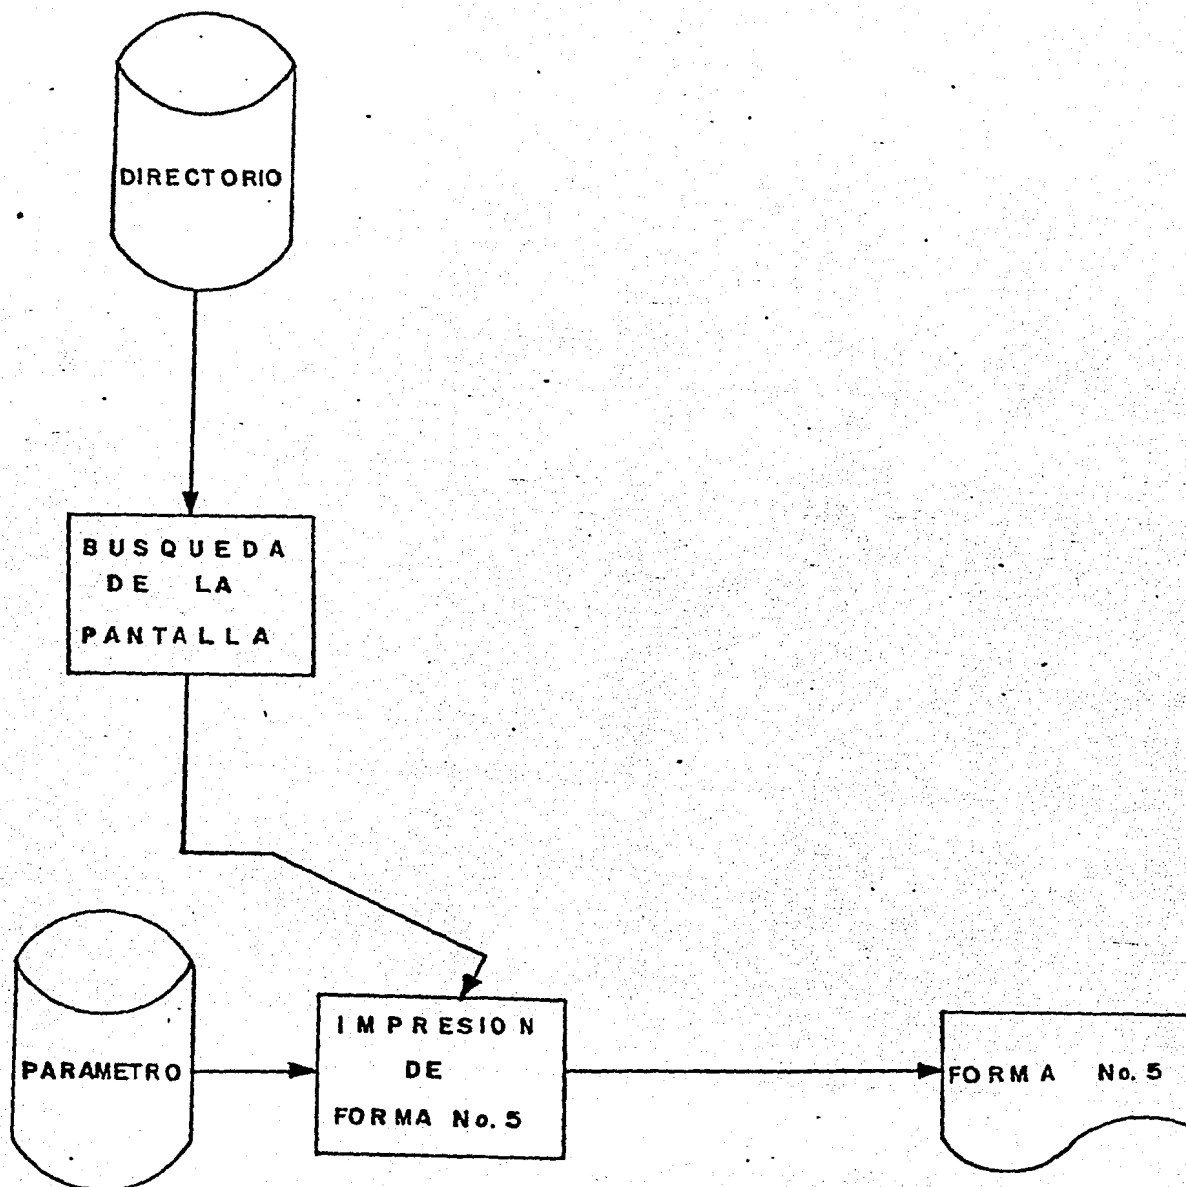 DIRECTORIO
BUSQUEDA
DE LA
PANTALLA
PARAMETRO
IMPRESION
DE
FORMA No. 5
FORMA No. 5